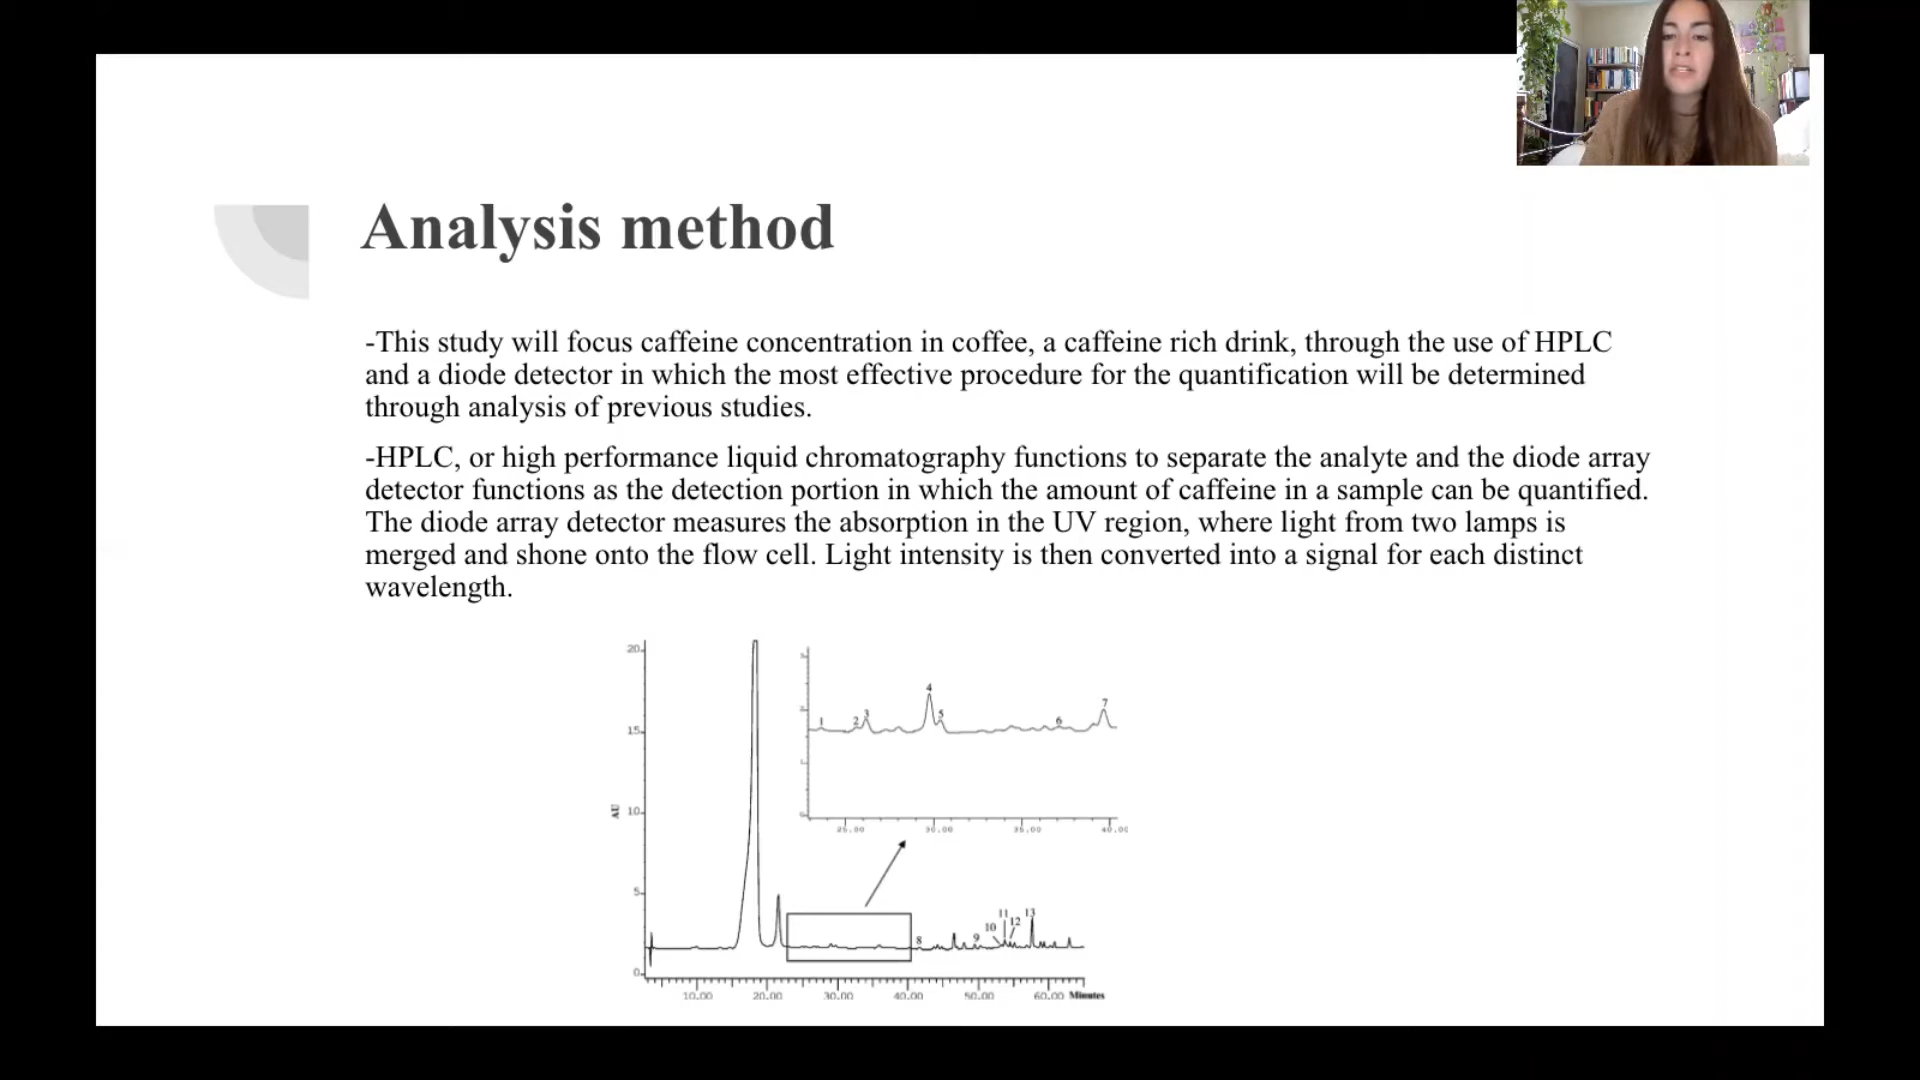 Analysis method
-This study will focus caffeine concentration in coffee, a caffeine rich drink, through the use of HPLC
and a diode detector in which the most effective procedure for the quantification will be determined
through analysis of previous studies.
-HPLC, or high performance liquid chromatography functions to separate the analyte and the diode array
detector functions as the detection portion in which the amount of caffeine in a sample can be quantified.
The diode array detector measures the absorption in the UV region, where light from two lamps is
merged and shone onto the flow cell. Light intensity is then converted into a signal for each distinct
wavelength.
20
15
AU
10
5
0
1
2
3
4
5
6
7
25.00 30.00 35.00 40.00
8
9
10
11
12
13
10.00 20.00 30.00 40.00 50.00 60.00 Minutes